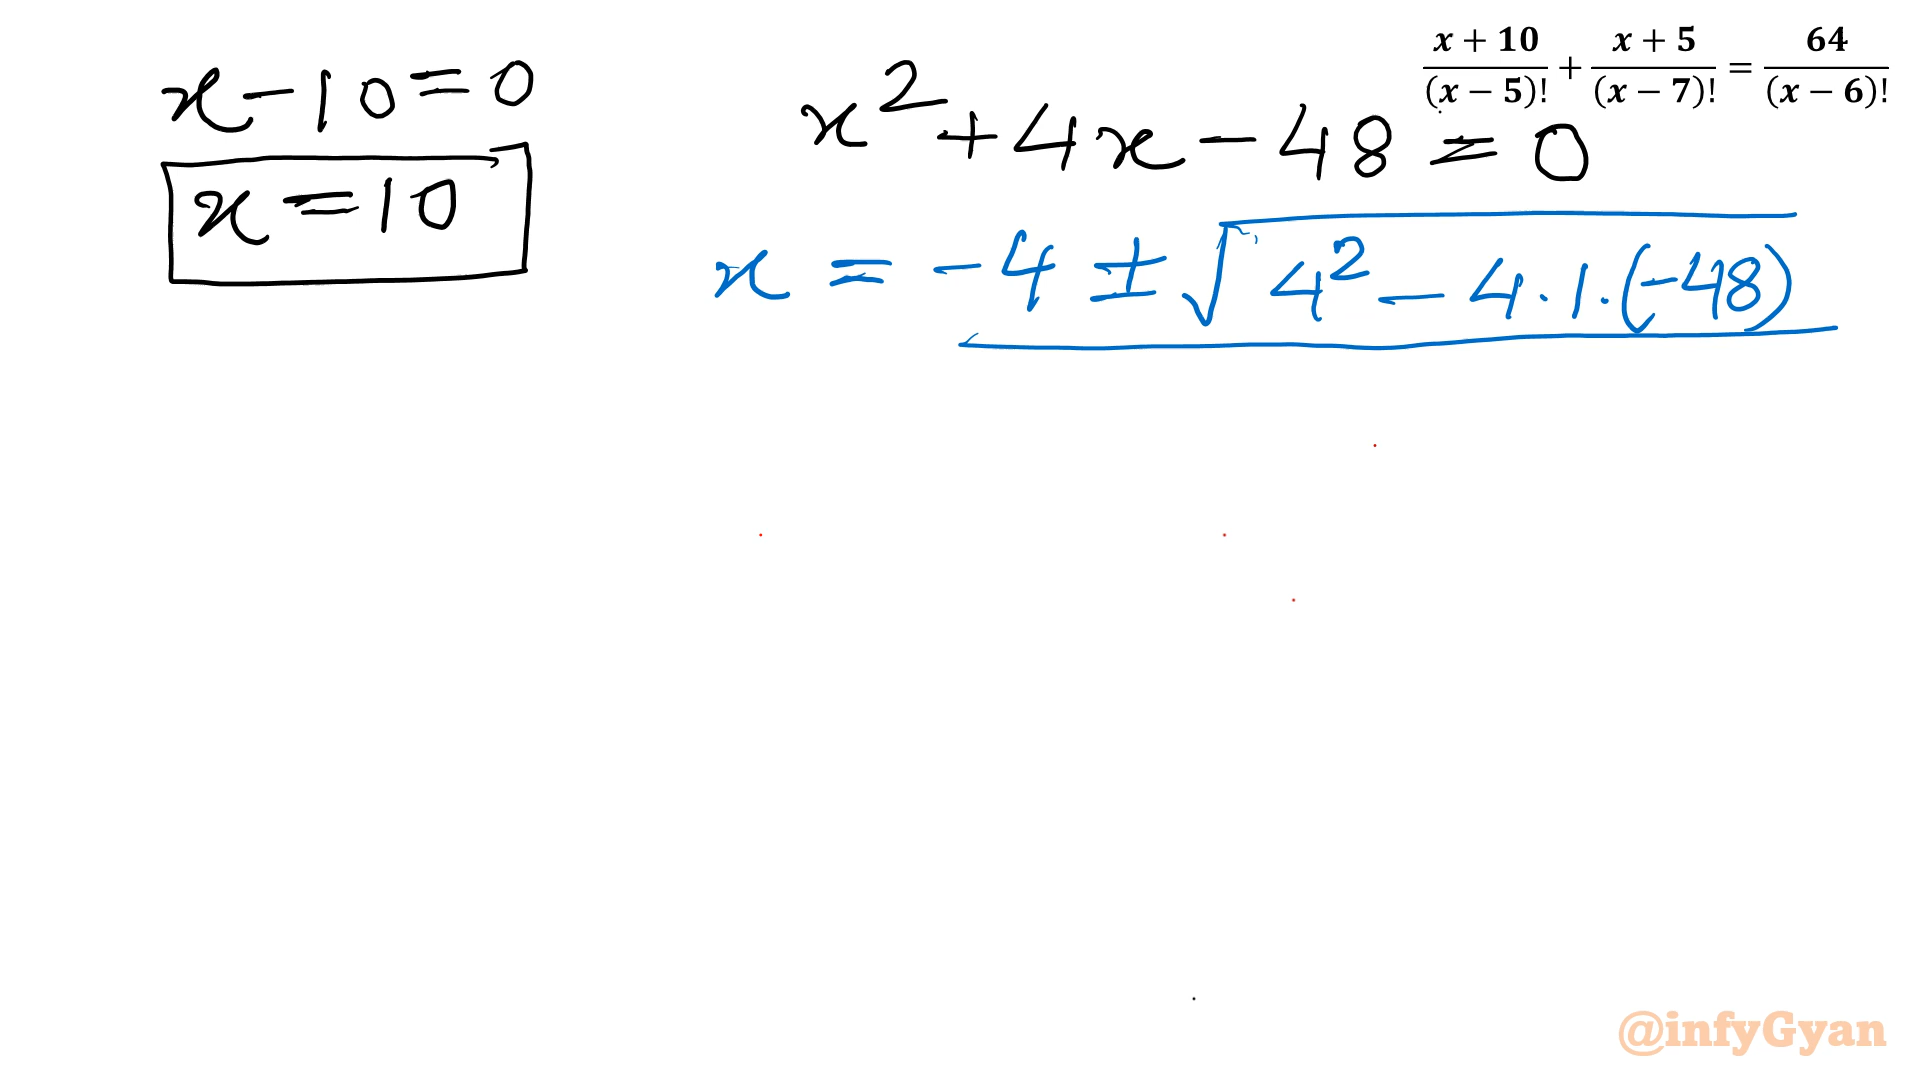 x - 10 = 0
x = 10
(x + 10)/(x − 5)! + (x + 5)/(x − 7)! = 64/(x − 6)!
x² + 4x - 48 = 0
x = -4 ± √(4² - 4·1·(-48))
@infyGyan